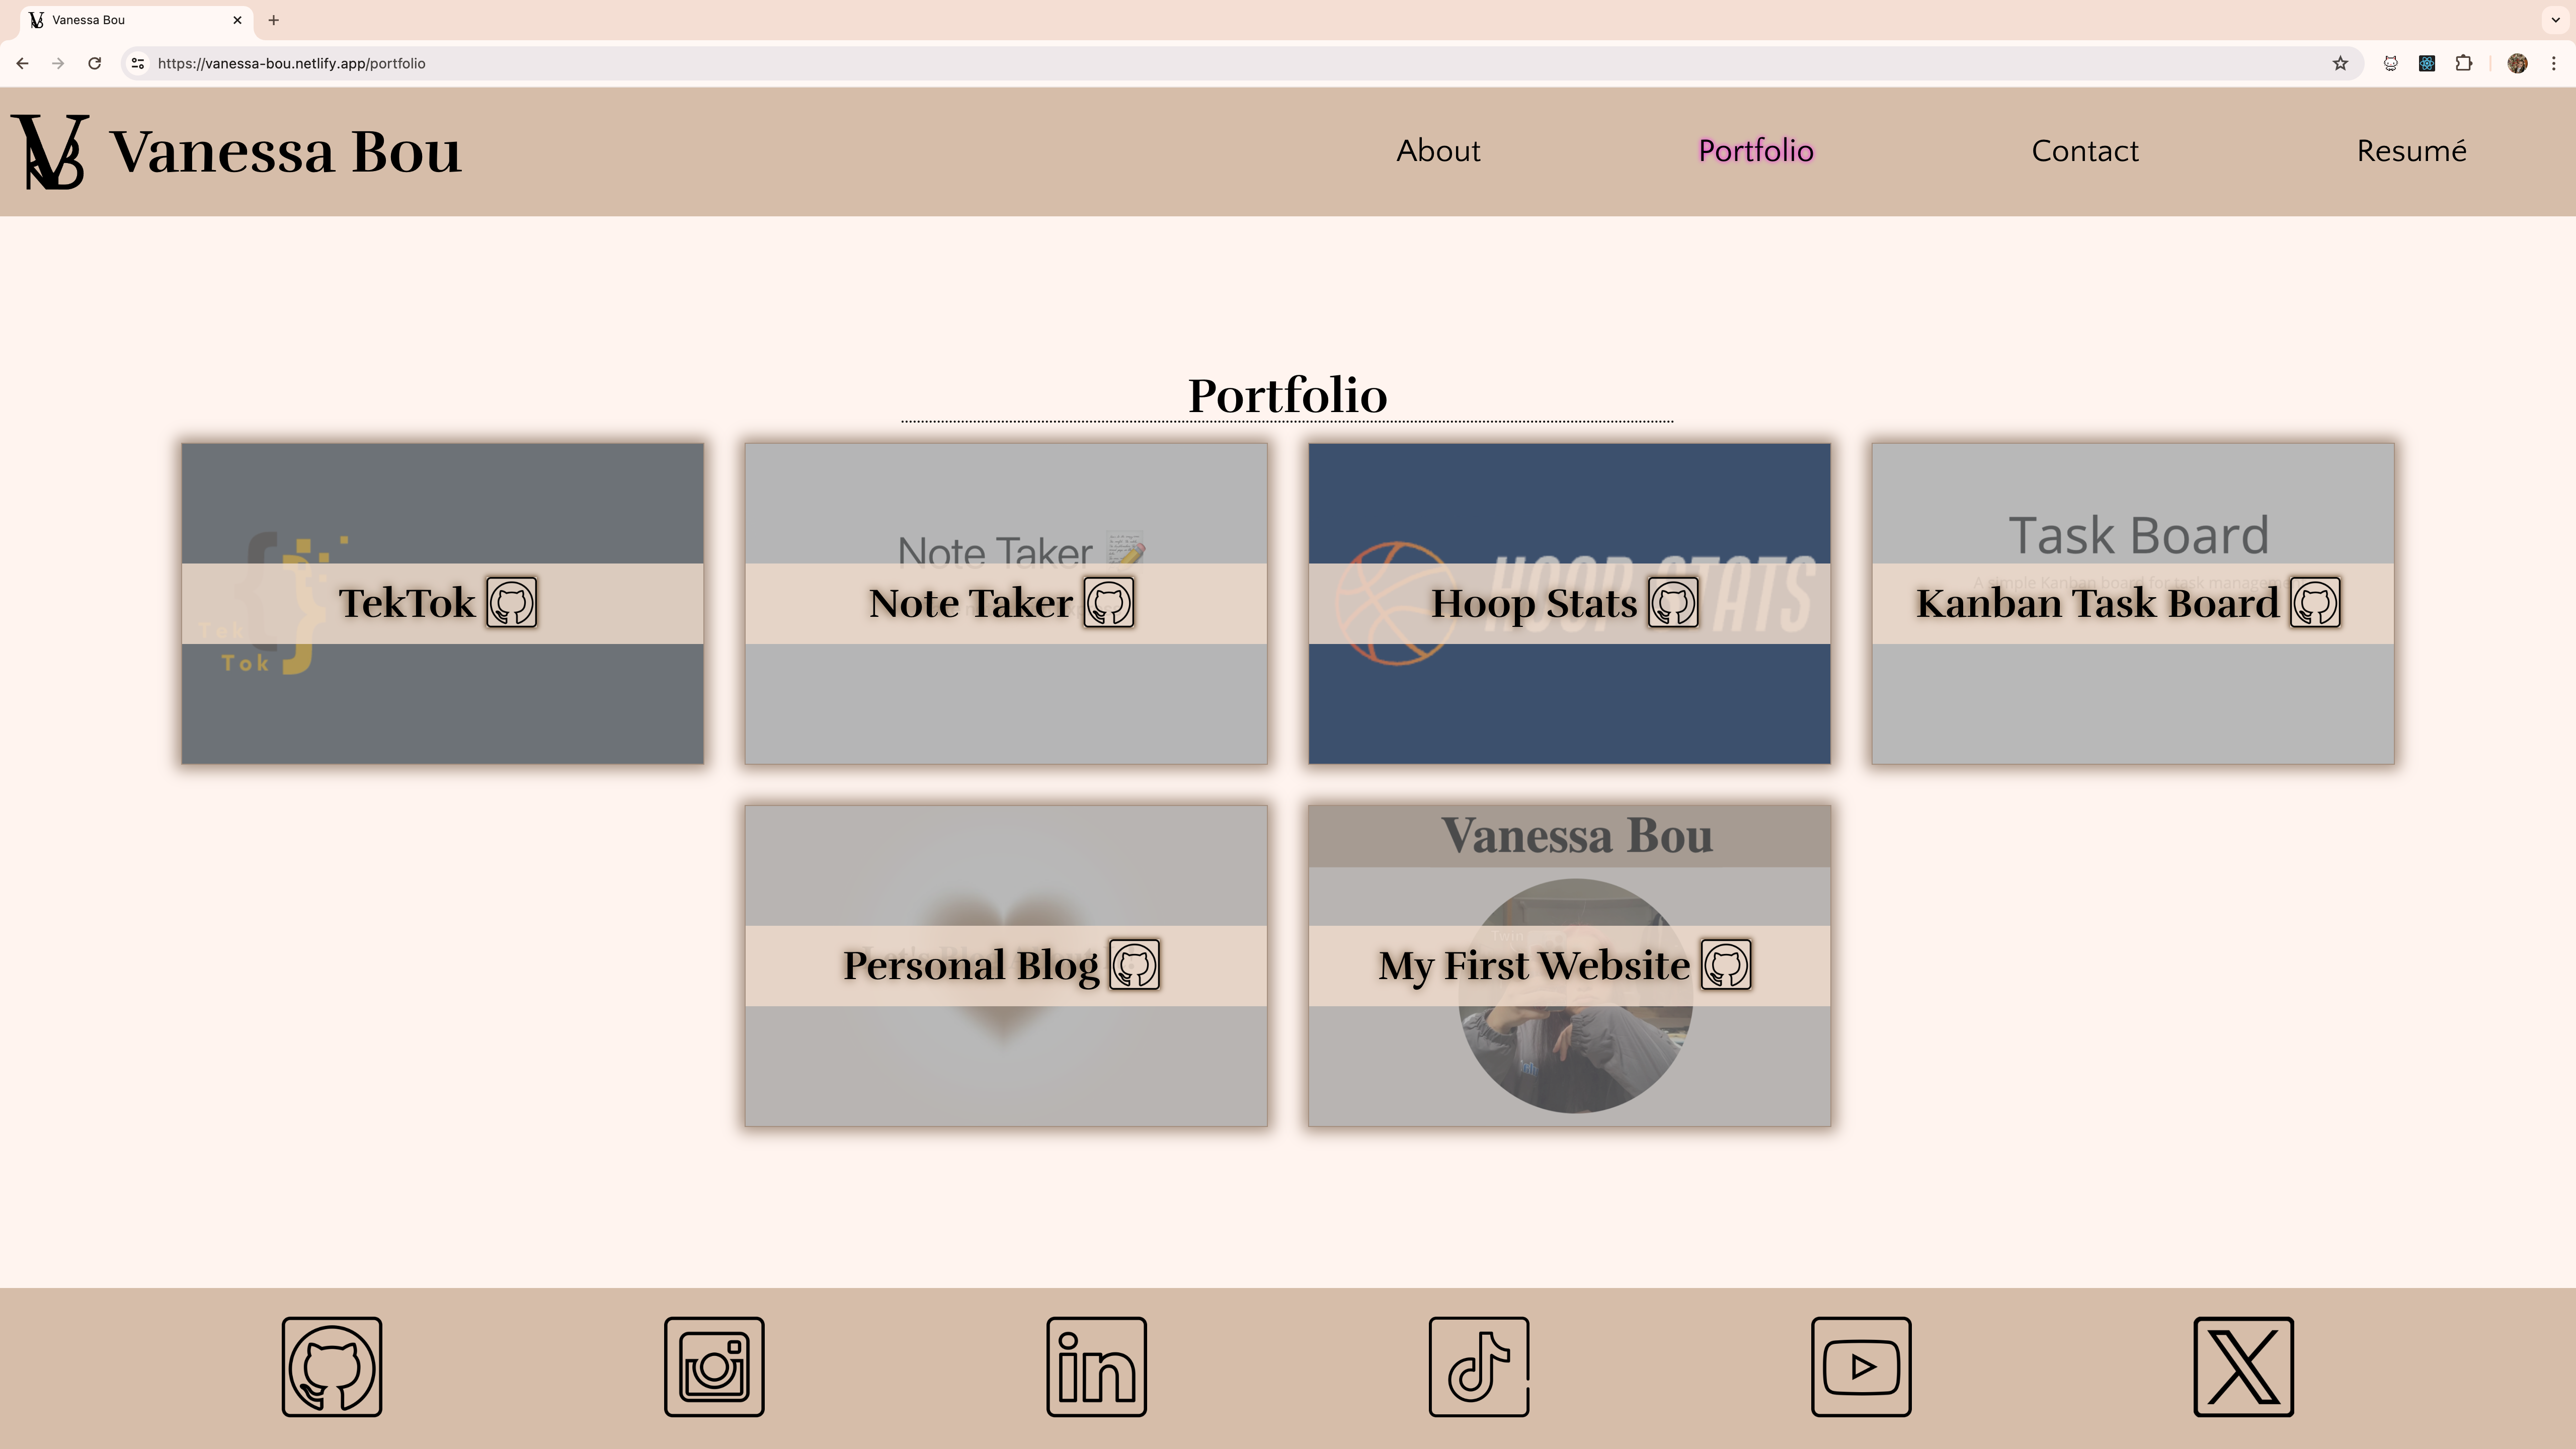 Vanessa Bou
https://vanessa-bou.netlify.app/portfolio
VB Vanessa Bou
About Portfolio Contact Resumé
Portfolio
Tek
Tok
TekTok
Note Taker
Note Taker
HOOP STATS
Hoop Stats
Task Board
A simple Kanban board for task management
Kanban Task Board
Personal Blog
Vanessa Bou
My First Website
in